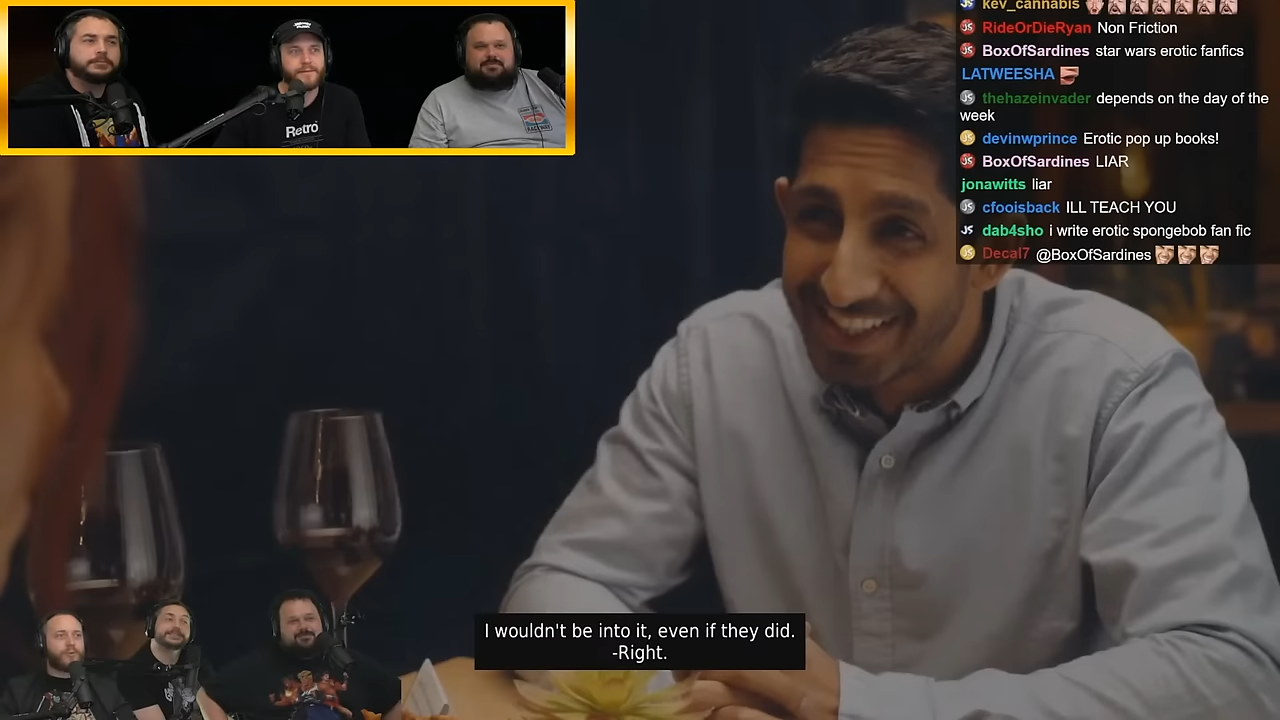 kev_cannabis
RideOrDieRyan Non Friction
BoxOfSardines star wars erotic fanfics
LATWEESHA
thehazeinvader depends on the day of the
week
devinwprince Erotic pop up books!
BoxOfSardines LIAR
jonawitts liar
cfooisback ILL TEACH YOU
dab4sho i write erotic spongebob fan fic
Decal7 @BoxOfSardines
Retro
I wouldn't be into it, even if they did.
-Right.